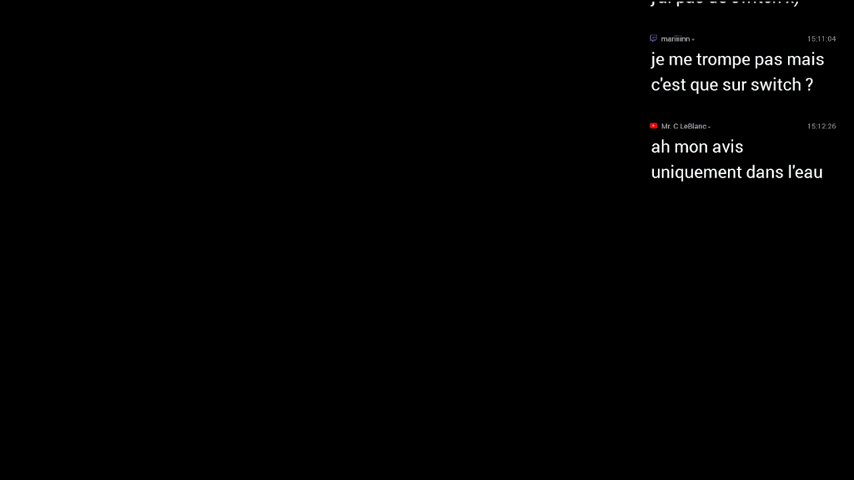 mariiiinn
15:11:04
je me trompe pas mais
c'est que sur switch ?
Mr. C LeBlanc
15:12:26
ah mon avis
uniquement dans l'eau